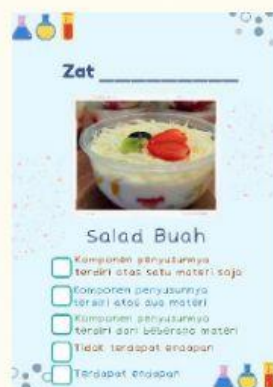 Zat ____________
Salad Buah
Komponen penyusunnya
terdiri atas satu materi saja
Komponen penyusunnya
terdiri atas dua materi
Komponen penyusunnya
terdiri dari beberapa materi
Tidak terdapat endapan
Terdapat endapan